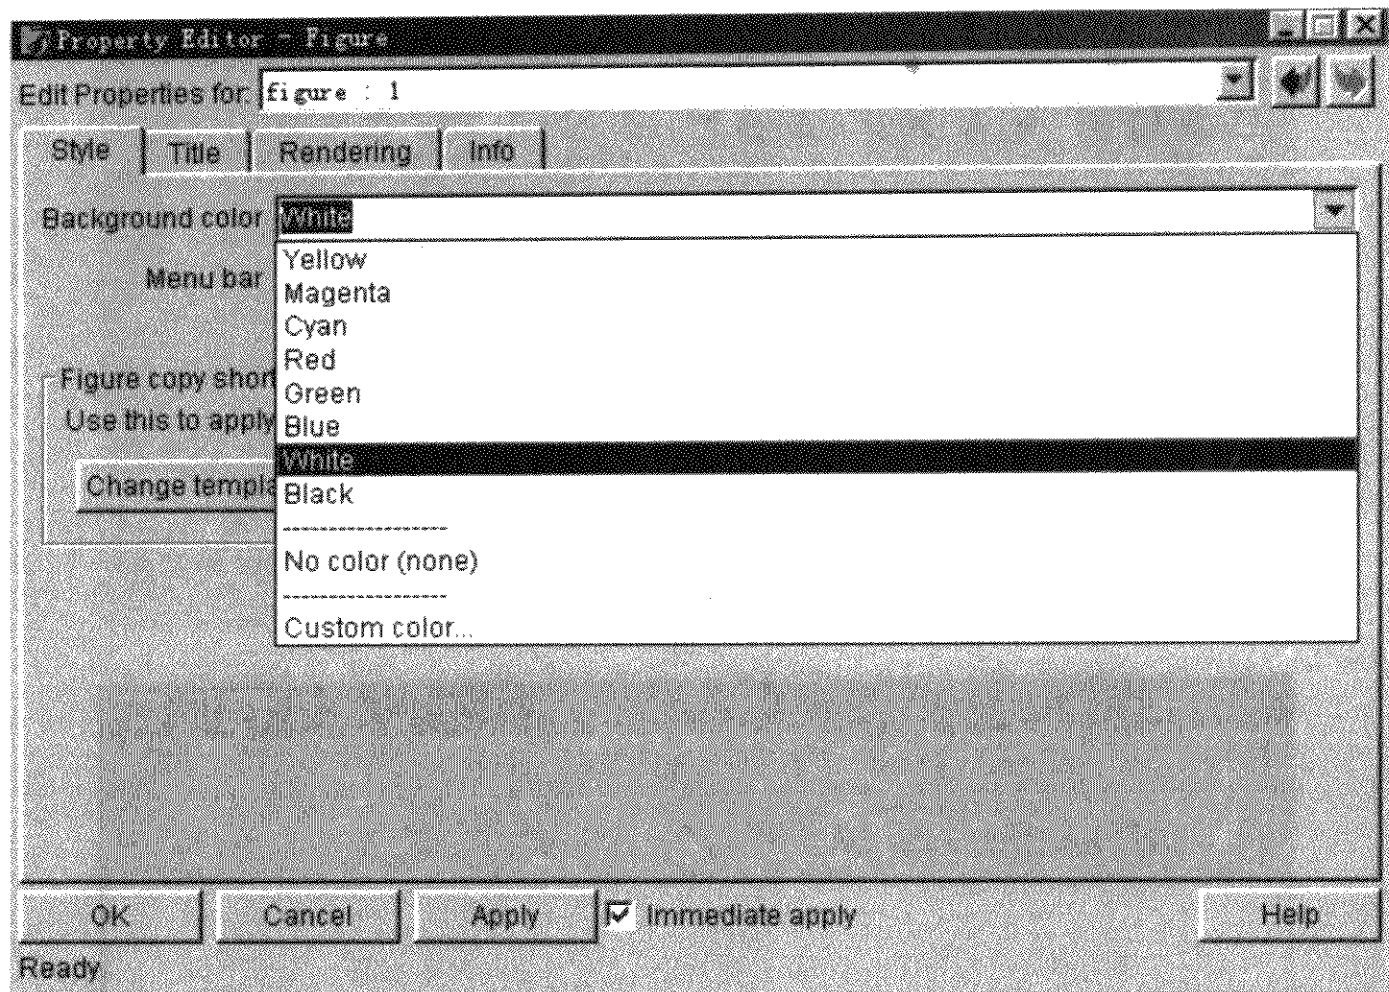 Property Editor - Figure
Edit Properties for: figure : 1
Style Title Rendering Info
Background color White
Yellow
Menu bar
Magenta
Cyan
Red
Figure copy shor
Green
Use this to apply
Blue
White
Change templa
Black
-----------------
No color (none)
-----------------
Custom color...
OK Cancel Apply Immediate apply Help
Ready